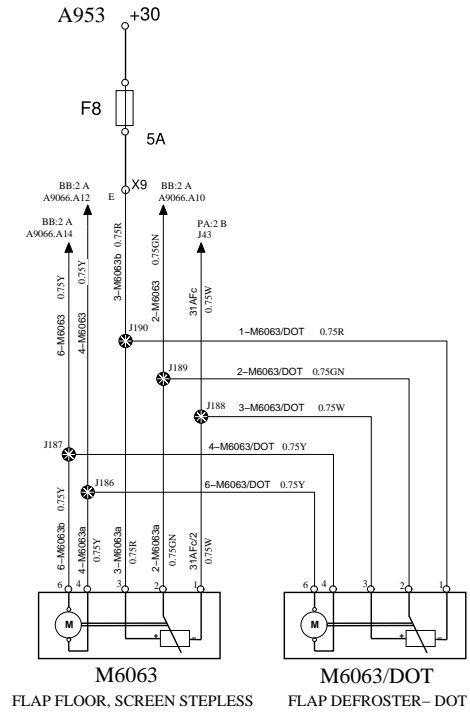 A953 +30
F8
5A
X9
E
BB:2 A
A9066.A12
BB:2 A
A9066.A10
BB:2 A
A9066.A14
PA:2 B
J43
6–M6063 0.75Y
4–M6063 0.75Y
3–M6063b 0.75R
2–M6063 0.75GN
31AFc 0.75W
J190
1–M6063/DOT 0.75R
J189
2–M6063/DOT 0.75GN
J188
3–M6063/DOT 0.75W
J187
4–M6063/DOT 0.75Y
J186
6–M6063/DOT 0.75Y
6–M6063b 0.75Y
4–M6063a 0.75Y
3–M6063a 0.75R
2–M6063a 0.75GN
31AFc/2 0.75W
6 4 3 2 1
6 4 3 2 1
M + –
M + –
M6063
M6063/DOT
FLAP FLOOR, SCREEN STEPLESS
FLAP DEFROSTER– DOT